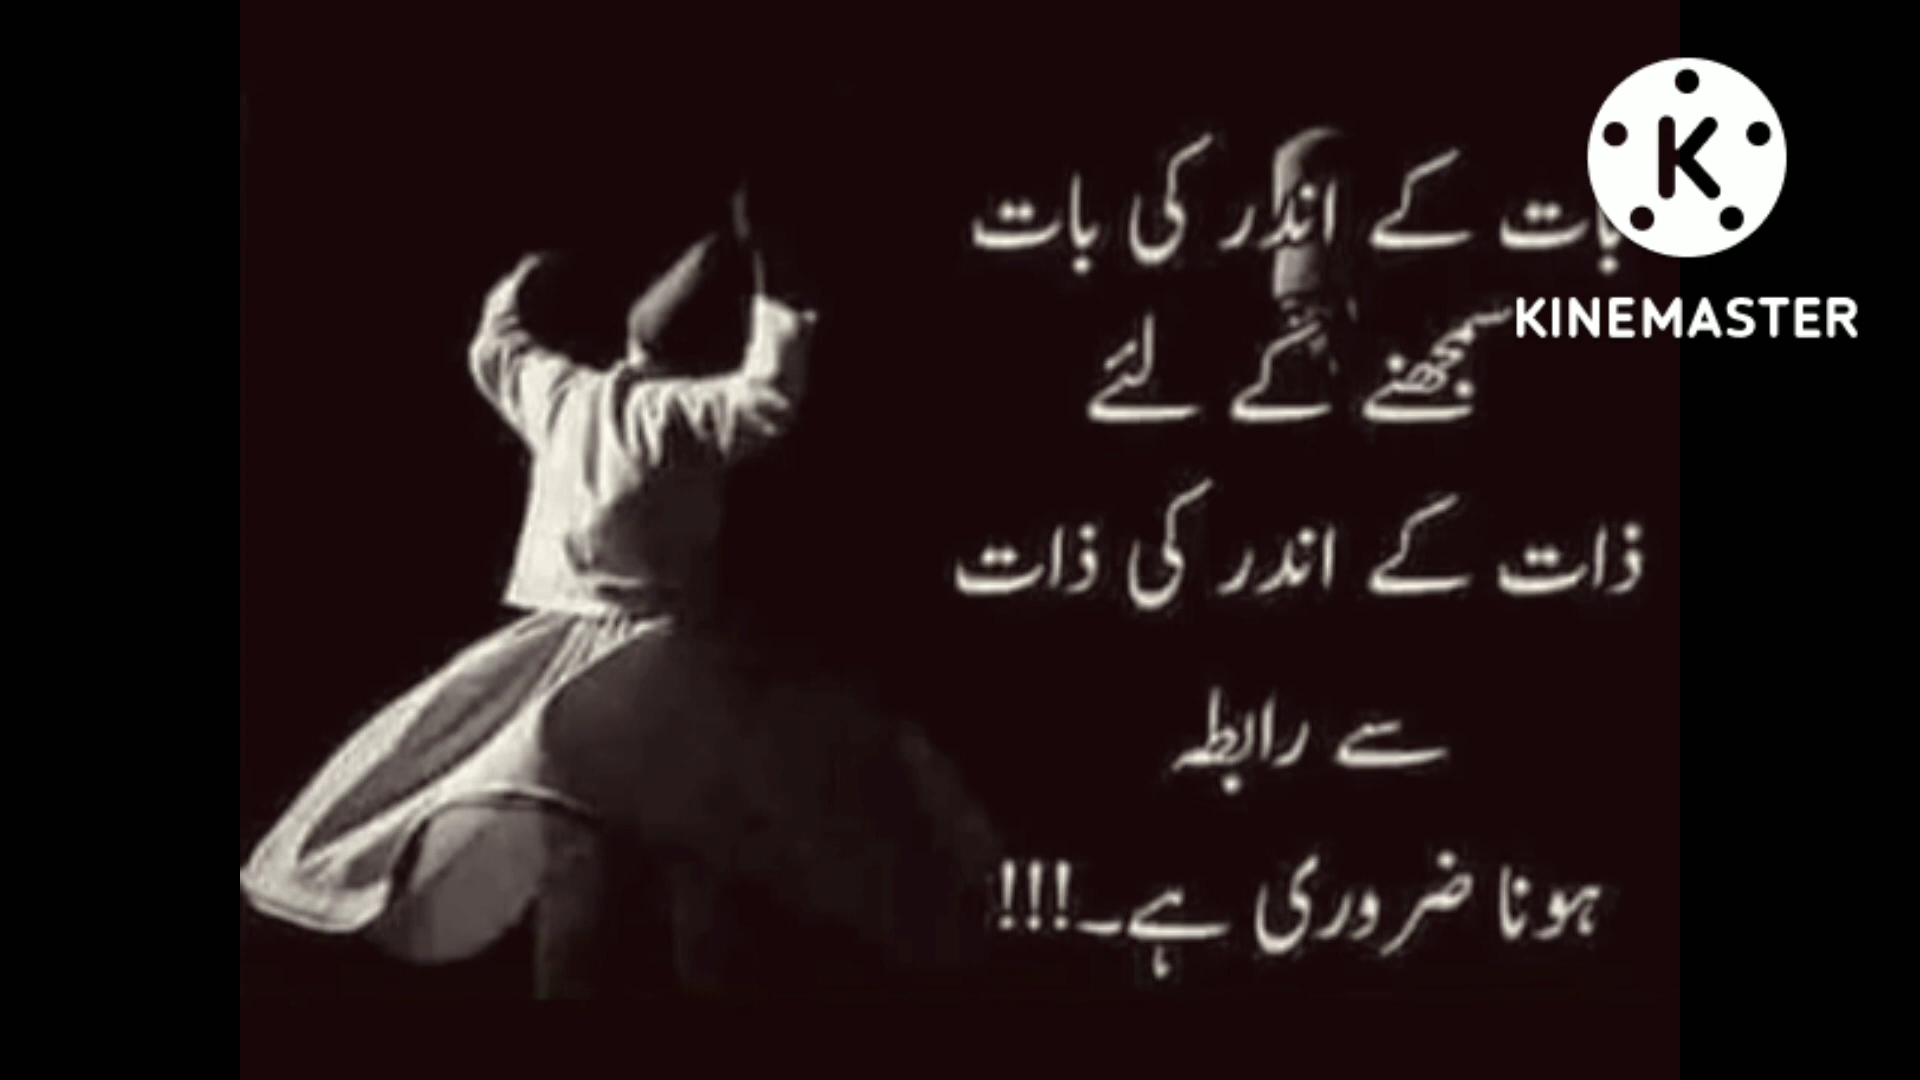 بات کے اندر کی بات
سمجھنے کے لئے
ذات کے اندر کی ذات
سے رابطہ
ہونا ضروری ہے۔!!!
K
KINEMASTER